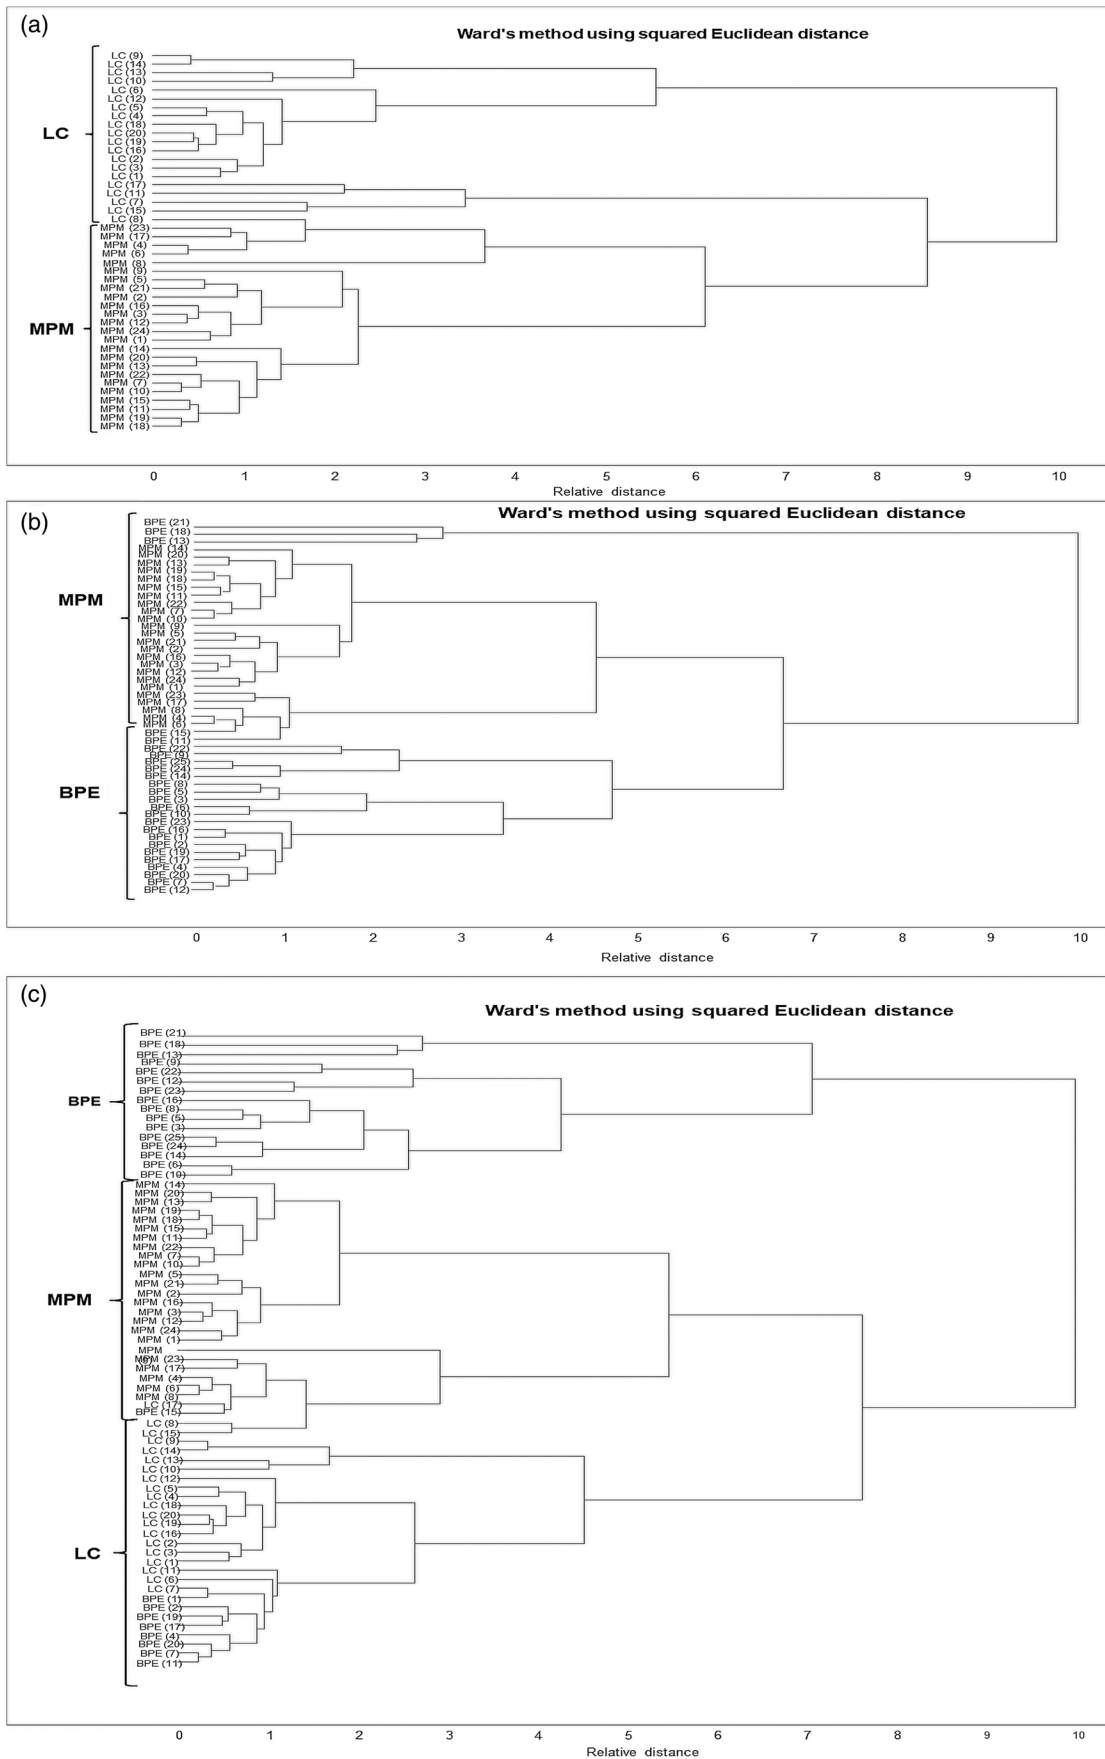 (a)
Ward's method using squared Euclidean distance
LC (9)
LC (14)
LC (13)
LC (10)
LC (6)
LC (12)
LC (5)
LC (4)
LC
LC (18)
LC (20)
LC (19)
LC (16)
LC (2)
LC (3)
LC (1)
LC (17)
LC (11)
LC (7)
LC (15)
LC (8)
MPM (23)
MPM (17)
MPM (4)
MPM (6)
MPM (8)
MPM (9)
MPM (5)
MPM (21)
MPM (2)
MPM (16)
MPM (3)
MPM (12)
MPM
MPM (24)
MPM (1)
MPM (14)
MPM (20)
MPM (13)
MPM (22)
MPM (7)
MPM (10)
MPM (15)
MPM (11)
MPM (19)
MPM (18)
0 1 2 3 4 5 6 7 8 9 10
Relative distance
(b)
Ward's method using squared Euclidean distance
BPE (21)
BPE (18)
BPE (13)
MPM (14)
MPM (20)
MPM (13)
MPM (19)
MPM (18)
MPM (15)
MPM (11)
MPM
MPM (22)
MPM (7)
MPM (10)
MPM (9)
MPM (5)
MPM (21)
MPM (2)
MPM (16)
MPM (3)
MPM (12)
MPM (24)
MPM (1)
MPM (23)
MPM (17)
MPM (8)
MPM (4)
MPM (6)
BPE (15)
BPE (11)
BPE (22)
BPE (9)
BPE (25)
BPE (24)
BPE (14)
BPE (8)
BPE (5)
BPE
BPE (3)
BPE (6)
BPE (10)
BPE (23)
BPE (16)
BPE (1)
BPE (2)
BPE (19)
BPE (17)
BPE (4)
BPE (20)
BPE (7)
BPE (12)
0 1 2 3 4 5 6 7 8 9 10
Relative distance
(c)
Ward's method using squared Euclidean distance
BPE (21)
BPE (18)
BPE (13)
BPE (9)
BPE (22)
BPE (12)
BPE (23)
BPE
BPE (16)
BPE (8)
BPE (5)
BPE (3)
BPE (25)
BPE (24)
BPE (14)
BPE (6)
BPE (10)
MPM (14)
MPM (20)
MPM (13)
MPM (19)
MPM (18)
MPM (15)
MPM (11)
MPM (22)
MPM (7)
MPM (10)
MPM (5)
MPM (21)
MPM (2)
MPM
MPM (16)
MPM (3)
MPM (12)
MPM (24)
MPM (1)
MPM
MPM (23)
MPM (17)
MPM (4)
MPM (6)
MPM (8)
LC (17)
BPE (15)
LC (8)
LC (15)
LC (9)
LC (14)
LC (13)
LC (10)
LC (12)
LC (5)
LC (4)
LC (18)
LC (20)
LC (19)
LC (16)
LC (2)
LC
LC (3)
LC (1)
LC (11)
LC (6)
LC (7)
BPE (1)
BPE (2)
BPE (19)
BPE (17)
BPE (4)
BPE (20)
BPE (7)
BPE (11)
0 1 2 3 4 5 6 7 8 9 10
Relative distance